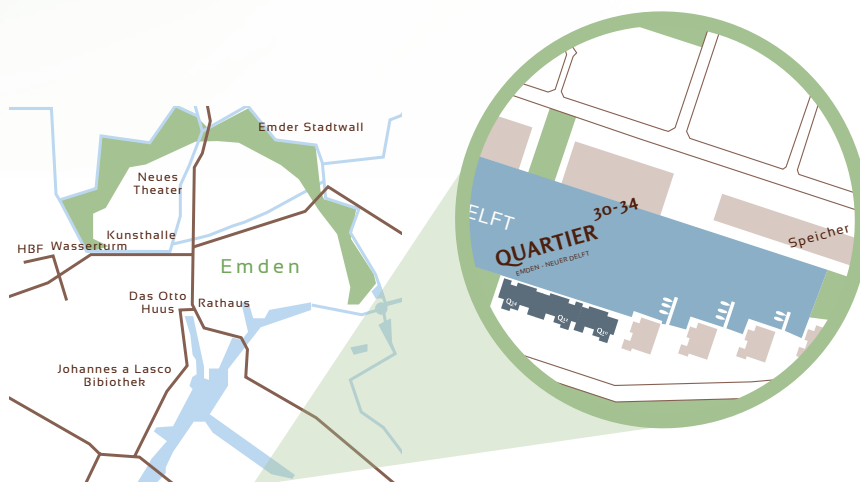 Emder Stadtwall
Neues
Theater
Kunsthalle
HBF Wasserturm
Emden
Das Otto
Huus
Rathaus
Johannes a Lasco
Bibiothek
ELFT
30-34
QUARTIER
EMDEN - NEUER DELFT
Speicher